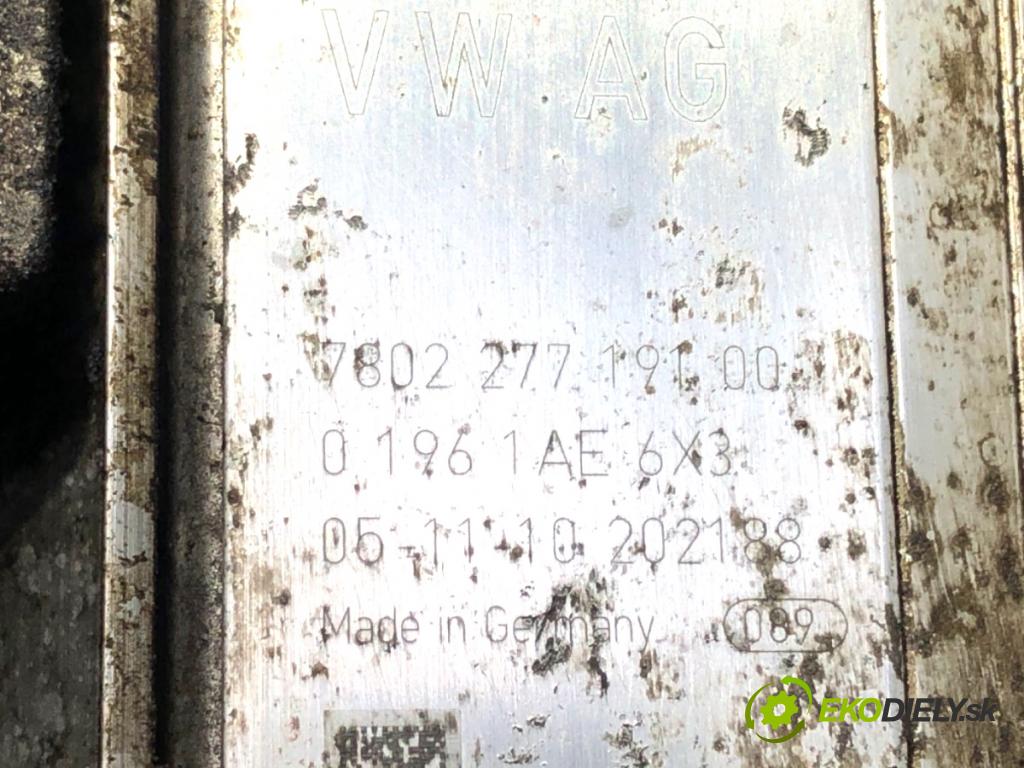 VW AG
7802 277 191 00
0 196 1AE 6X3
05-11-10 202188
Made in Germany 089
EKODIELY.sk